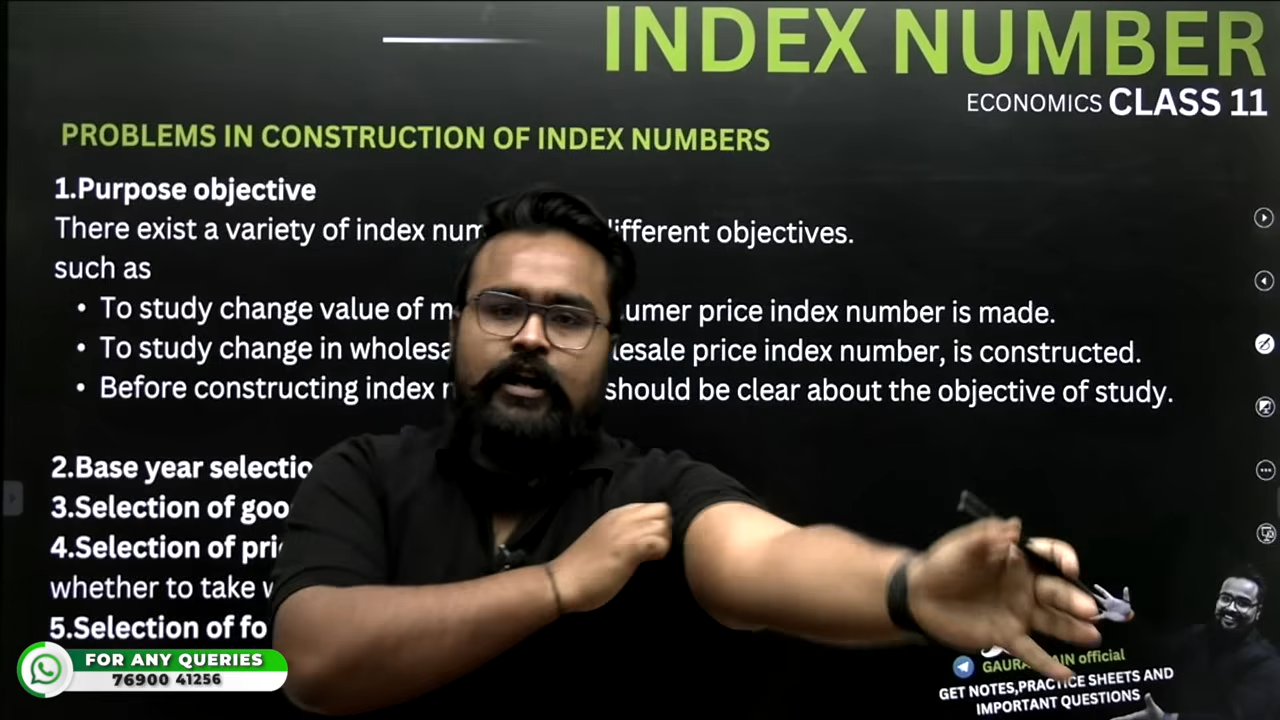 INDEX NUMBER
ECONOMICS CLASS 11
PROBLEMS IN CONSTRUCTION OF INDEX NUMBERS
1.Purpose objective
There exist a variety of index num ifferent objectives.
such as
• To study change value of m umer price index number is made.
• To study change in wholesa lesale price index number, is constructed.
• Before constructing index n should be clear about the objective of study.
2.Base year selectio
3.Selection of goo
4.Selection of pri
whether to take w
5.Selection of fo
FOR ANY QUERIES
76900 41256
GAURA AIN official
GET NOTES,PRACTICE SHEETS AND
IMPORTANT QUESTIONS